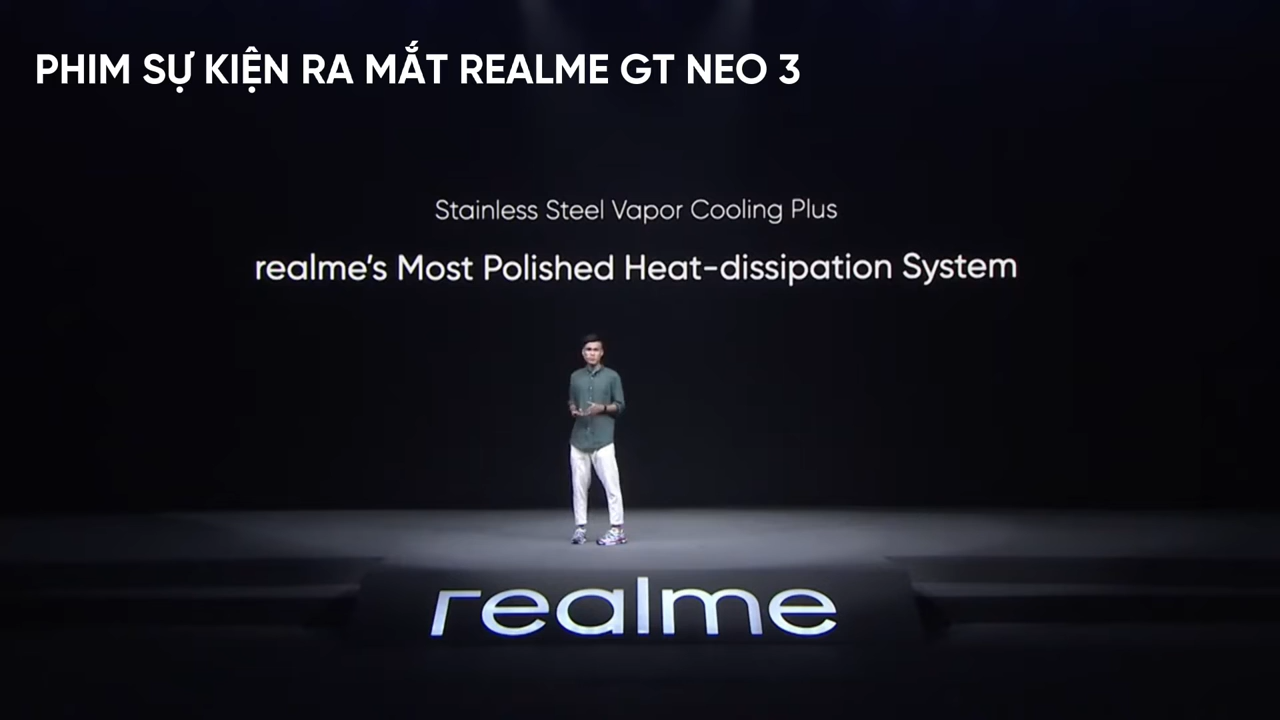 PHIM SỰ KIỆN RA MẮT REALME GT NEO 3
Stainless Steel Vapor Cooling Plus
realme's Most Polished Heat-dissipation System
realme